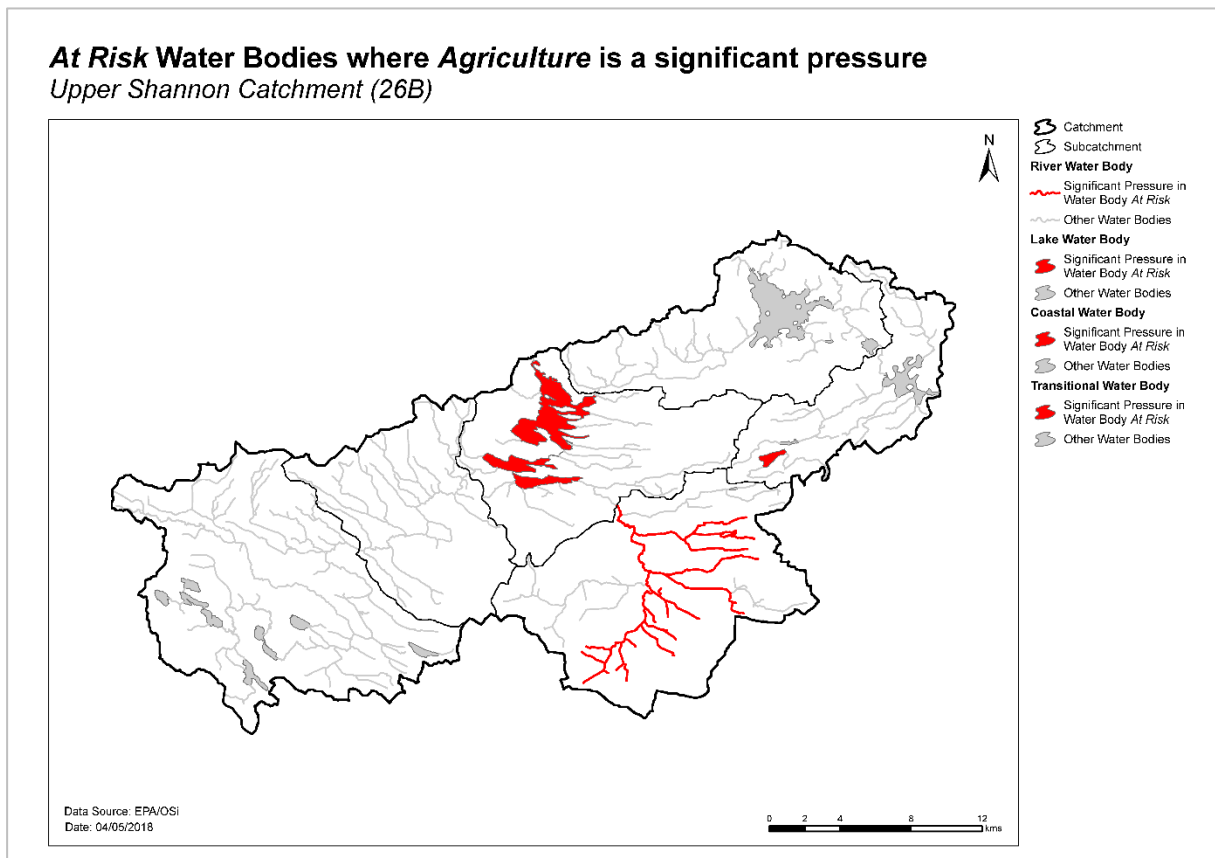 At Risk Water Bodies where Agriculture is a significant pressure
Upper Shannon Catchment (26B)
N
Catchment
Subcatchment
River Water Body
Significant Pressure in
Water Body At Risk
Other Water Bodies
Lake Water Body
Significant Pressure in
Water Body At Risk
Other Water Bodies
Coastal Water Body
Significant Pressure in
Water Body At Risk
Other Water Bodies
Transitional Water Body
Significant Pressure in
Water Body At Risk
Other Water Bodies
Data Source: EPA/OSi
Date: 04/05/2018
0 2 4 8 12
kms